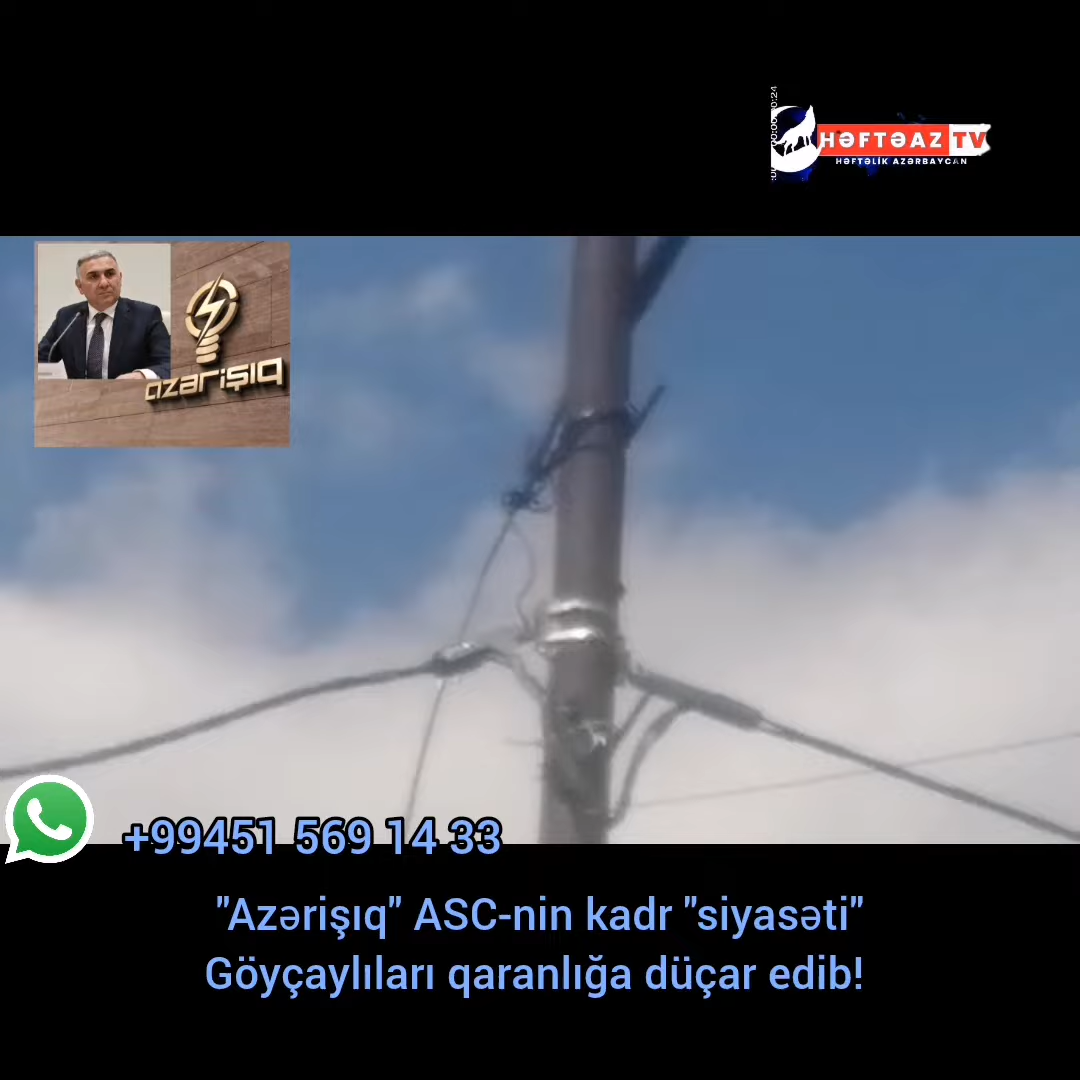 HƏFTƏAZ TV
HƏFTƏLİK AZƏRBAYCAN
azərişıq
+99451 569 14 33
"Azərişıq" ASC-nin kadr "siyasəti"
Göyçaylıları qaranlığa düçar edib!